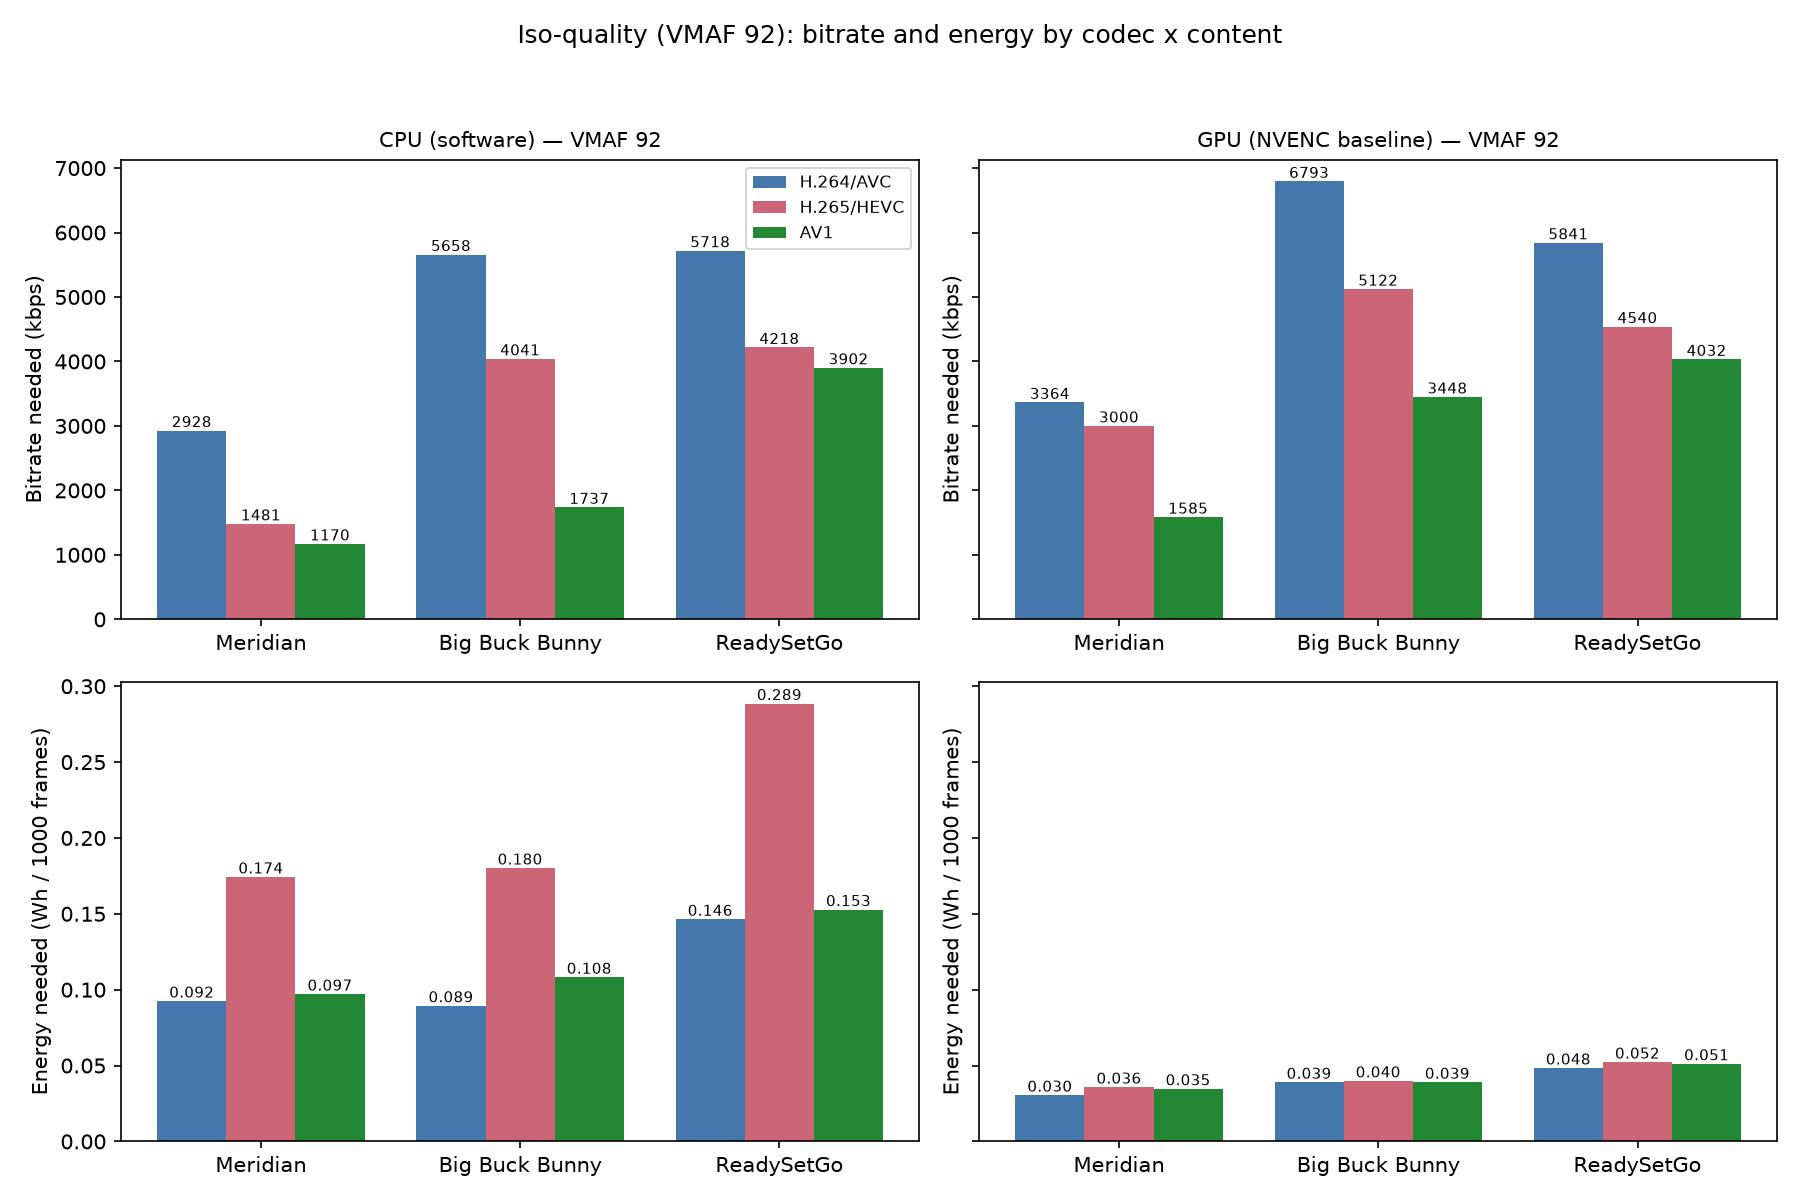 Iso-quality (VMAF 92): bitrate and energy by codec x content
CPU (software) — VMAF 92
Bitrate needed (kbps)
7000
6000
5000
4000
3000
2000
1000
0
H.264/AVC
H.265/HEVC
AV1
2928
1481
1170
5658
4041
1737
5718
4218
3902
Meridian
Big Buck Bunny
ReadySetGo
GPU (NVENC baseline) — VMAF 92
Bitrate needed (kbps)
3364
3000
1585
6793
5122
3448
5841
4540
4032
Meridian
Big Buck Bunny
ReadySetGo
Energy needed (Wh / 1000 frames)
0.30
0.25
0.20
0.15
0.10
0.05
0.00
0.092
0.174
0.097
0.089
0.180
0.108
0.146
0.289
0.153
Meridian
Big Buck Bunny
ReadySetGo
Energy needed (Wh / 1000 frames)
0.030
0.036
0.035
0.039
0.040
0.039
0.048
0.052
0.051
Meridian
Big Buck Bunny
ReadySetGo